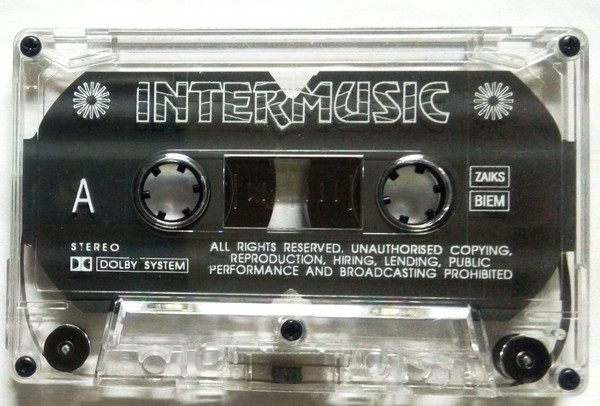 INTERMUSIC
A
ZAIKS
BIEM
STEREO
DOLBY SYSTEM
ALL RIGHTS RESERVED. UNAUTHORISED COPYING,
REPRODUCTION, HIRING, LENDING, PUBLIC
PERFORMANCE AND BROADCASTING PROHIBITED